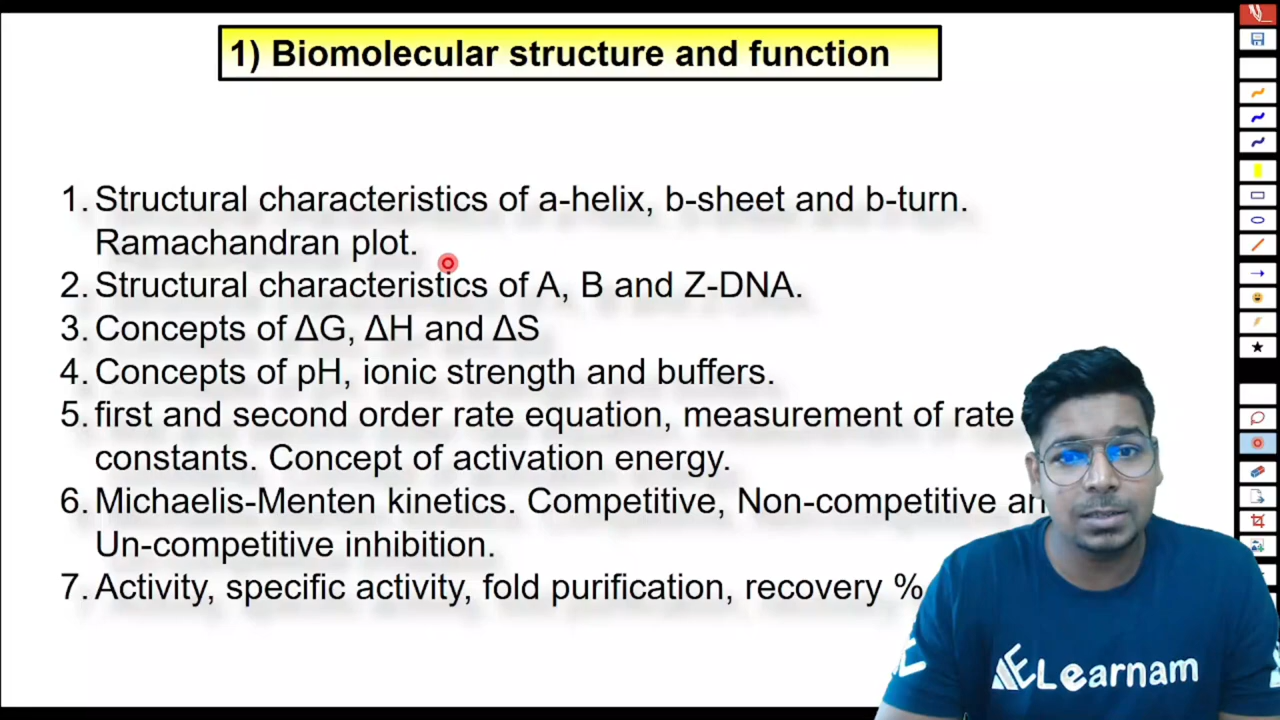 1) Biomolecular structure and function
1. Structural characteristics of a-helix, b-sheet and b-turn.
Ramachandran plot.
2. Structural characteristics of A, B and Z-DNA.
3. Concepts of ΔG, ΔH and ΔS
4. Concepts of pH, ionic strength and buffers.
5. first and second order rate equation, measurement of rate
constants. Concept of activation energy.
6. Michaelis-Menten kinetics. Competitive, Non-competitive an
Un-competitive inhibition.
7. Activity, specific activity, fold purification, recovery %
Learnam